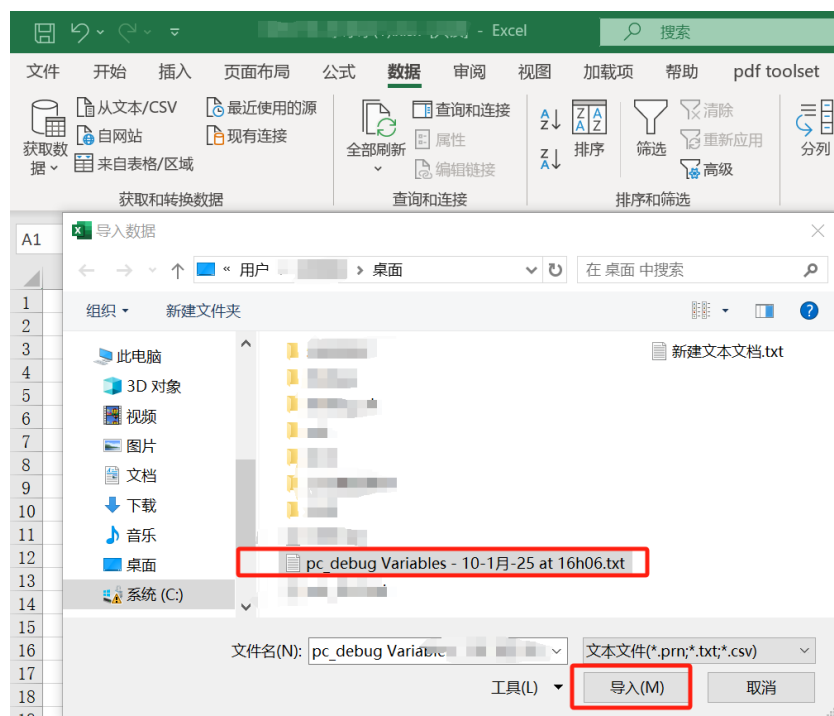 - Excel
搜索
文件 开始 插入 页面布局 公式 数据 审阅 视图 加载项 帮助 pdf toolset
从文本/CSV 最近使用的源 查询和连接 清除
自网站 现有连接 属性 重新应用
来自表格/区域 编辑链接 高级
获取数据 全部刷新 排序 筛选 分列
获取和转换数据 查询和连接 排序和筛选
A1
导入数据
« 用户 › 桌面 在 桌面 中搜索
组织 新建文件夹
此电脑
3D 对象
视频
图片
文档
下载
音乐
桌面
系统 (C:)
新建文本文档.txt
pc_debug Variables - 10-1月-25 at 16h06.txt
文件名(N): pc_debug 文本文件(*.prn;*.txt;*.csv)
工具(L) 导入(M) 取消
1
2
3
4
5
6
7
8
9
10
11
12
13
14
15
16
17
18